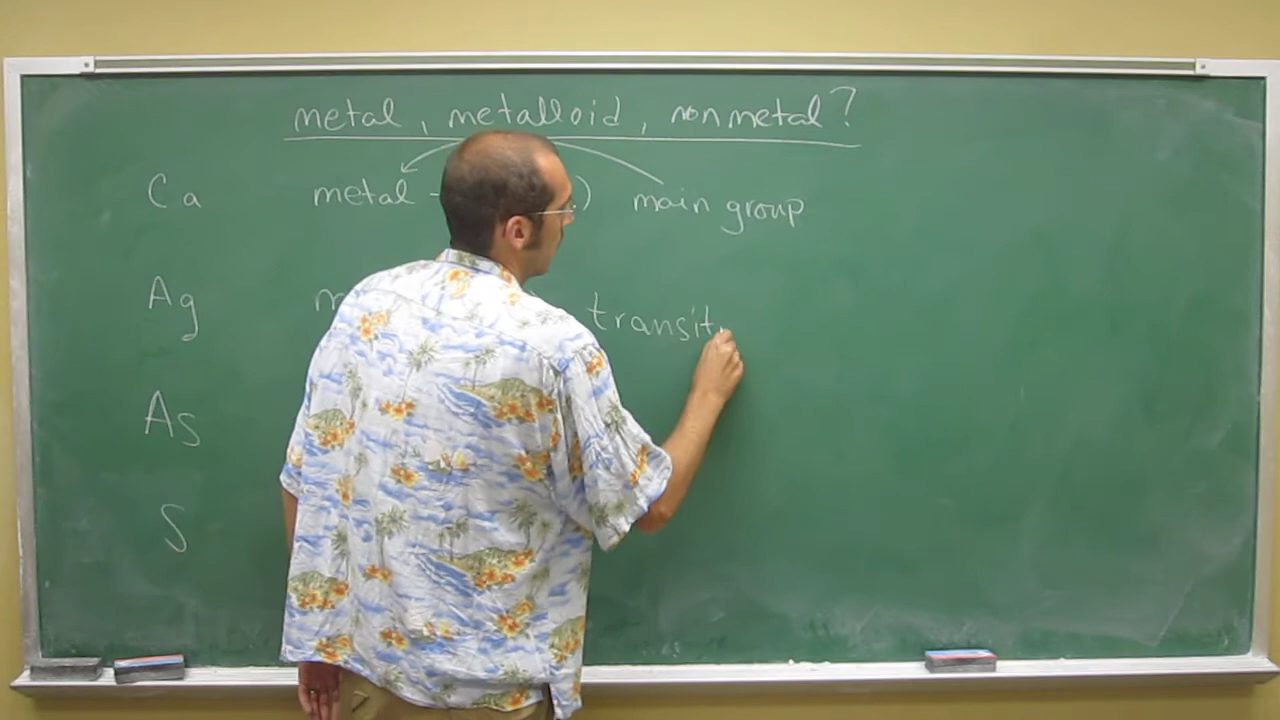 metal, metalloid, nonmetal?
Ca metal - .) main group
Ag transit
As
S